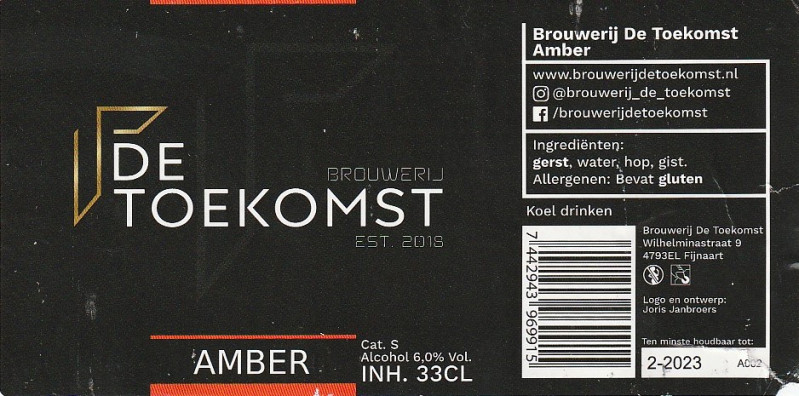 DE
BROUWERIJ
TOEKOMST
EST. 2018
AMBER
Cat. S
Alcohol 6,0% Vol.
INH. 33CL
Brouwerij De Toekomst
Amber
www.brouwerijdetoekomst.nl
@brouwerij_de_toekomst
/brouwerijdetoekomst
Ingrediënten:
gerst, water, hop, gist.
Allergenen: Bevat gluten
Koel drinken
7 442943 969915
Brouwerij De Toekomst
Wilhelminastraat 9
4793EL Fijnaart
Logo en ontwerp:
Joris Janbroers
Ten minste houdbaar tot:
2-2023
A002